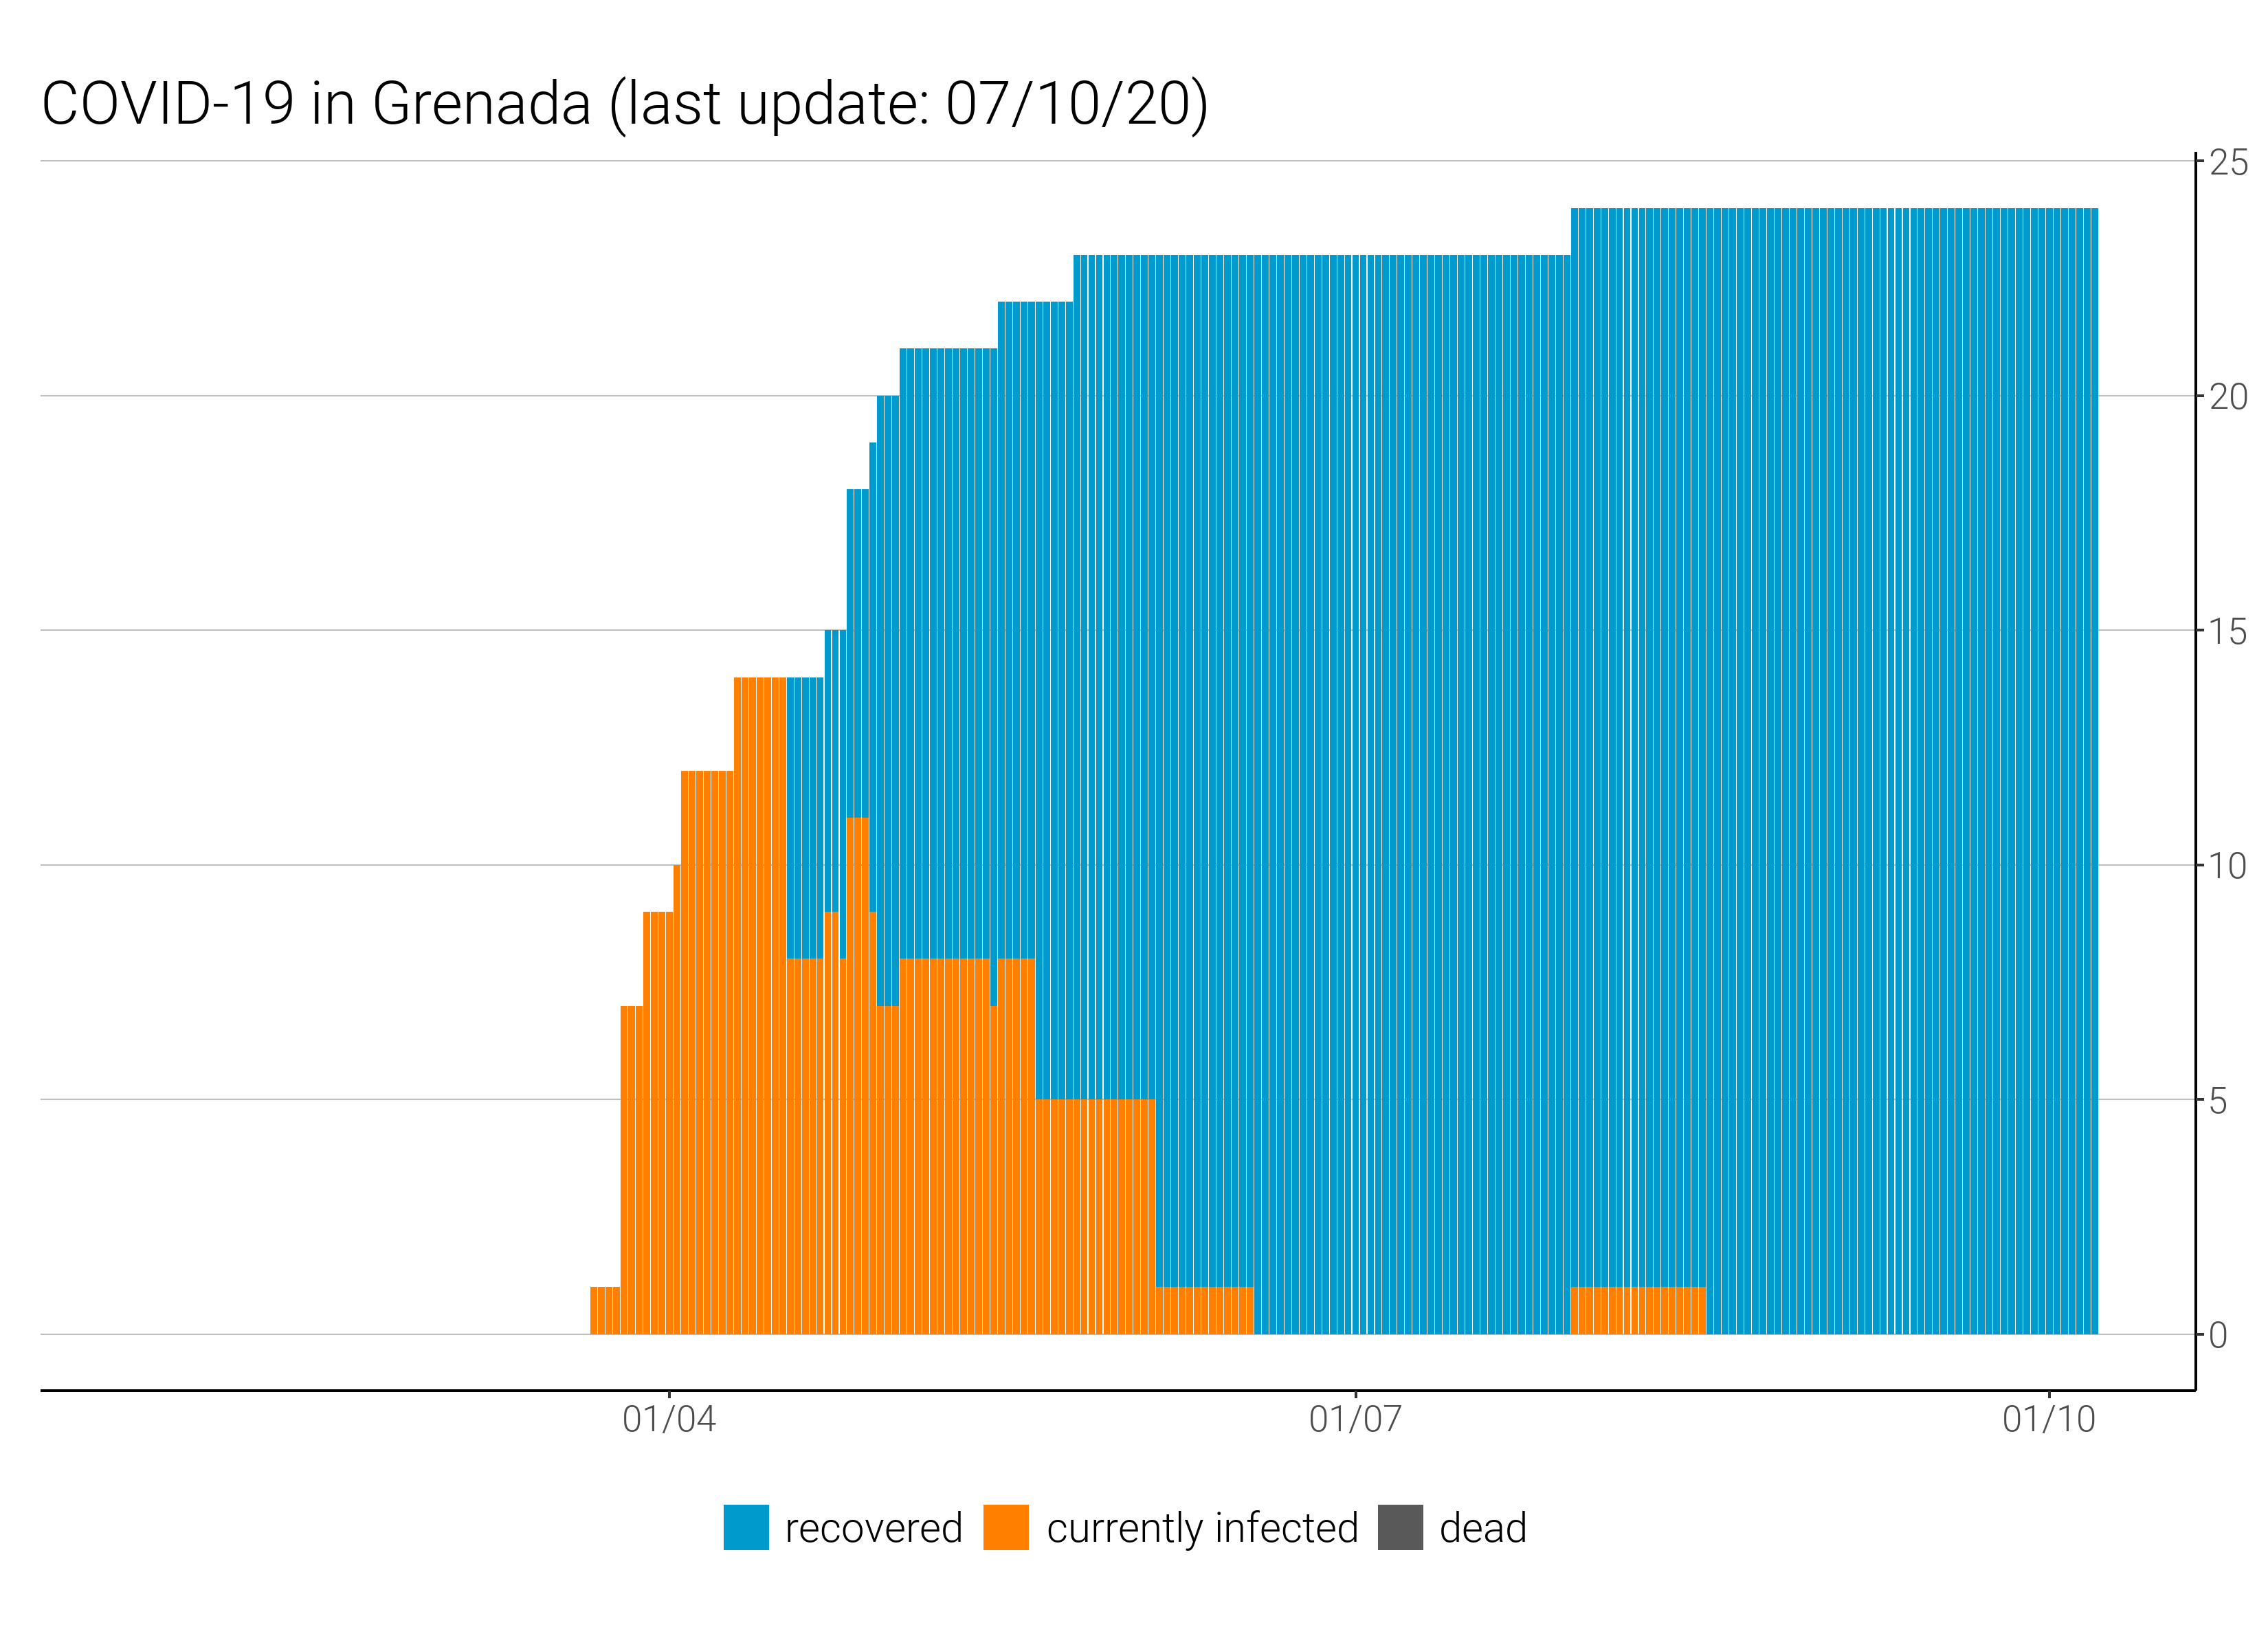 COVID-19 in Grenada (last update: 07/10/20)
25
20
15
10
5
0
01/04 01/07 01/10
recovered currently infected dead